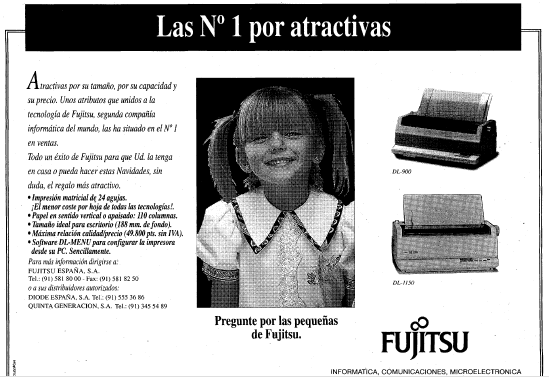 Las Nº 1 por atractivas
Atractivas por su tamaño, por su capacidad y
su precio. Unos atributos que unidos a la
tecnología de Fujitsu, segunda compañía
informática del mundo, las ha situado en el Nº 1
en ventas.
Todo un éxito de Fujitsu para que Ud. la tenga
en casa o pueda hacer estas Navidades, sin
duda, el regalo más atractivo.
• Impresión matricial de 24 agujas.
¡El menor coste por hoja de todas las tecnologías!.
• Papel en sentido vertical o apaisado: 110 columnas.
• Tamaño ideal para escritorio (188 mm. de fondo).
• Máxima relación calidad/precio (49.800 pts. sin IVA).
• Software DL-MENU para configurar la impresora
desde su PC. Sencillamente.
Para más información dirigirse a:
FUJITSU ESPAÑA, S.A.
Tel.: (91) 581 80 00 - Fax: (91) 581 82 50
o a sus distribuidores autorizados:
DIODE ESPAÑA, S.A. Tel.: (91) 555 36 86
QUINTA GENERACION, S.A. Tel.: (91) 345 54 89
DL-900
DL-1150
Pregunte por las pequeñas
de Fujitsu.
FUJITSU
INFORMATICA, COMUNICACIONES, MICROELECTRONICA